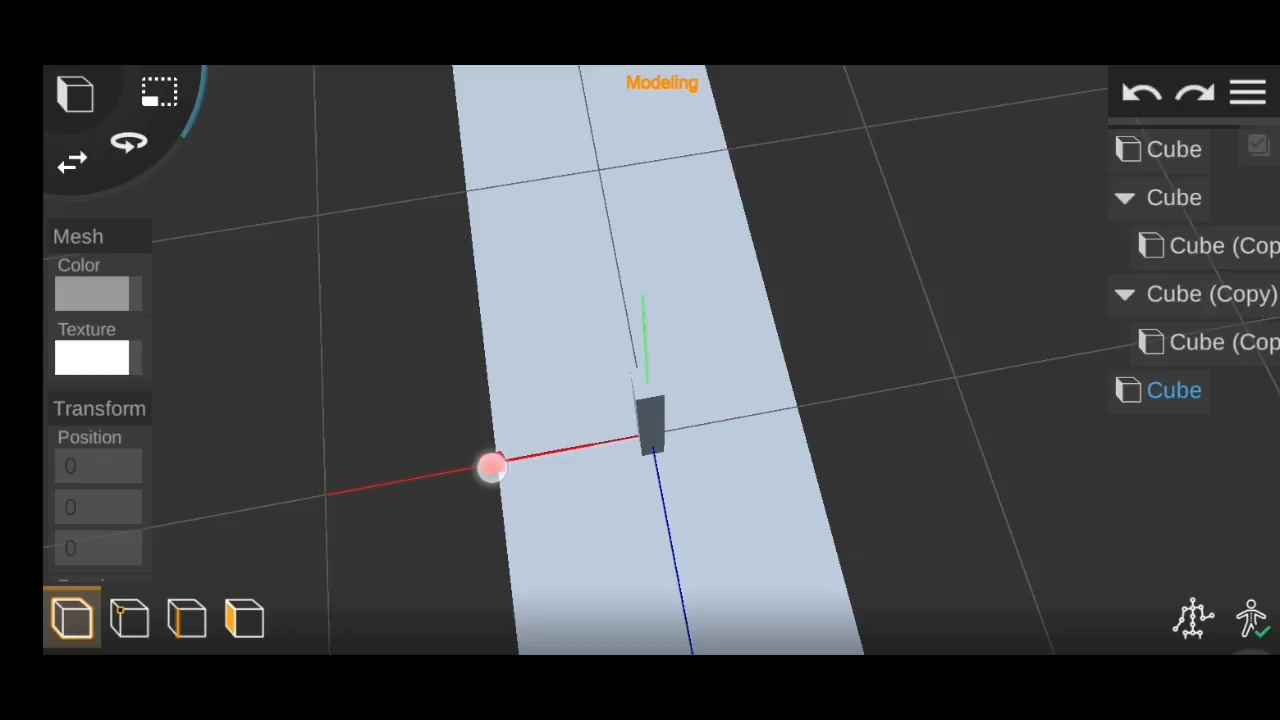 Modeling
Mesh
Color
Texture
Transform
Position
0
0
0
Cube
Cube
Cube (Cop
Cube (Copy)
Cube (Cop
Cube